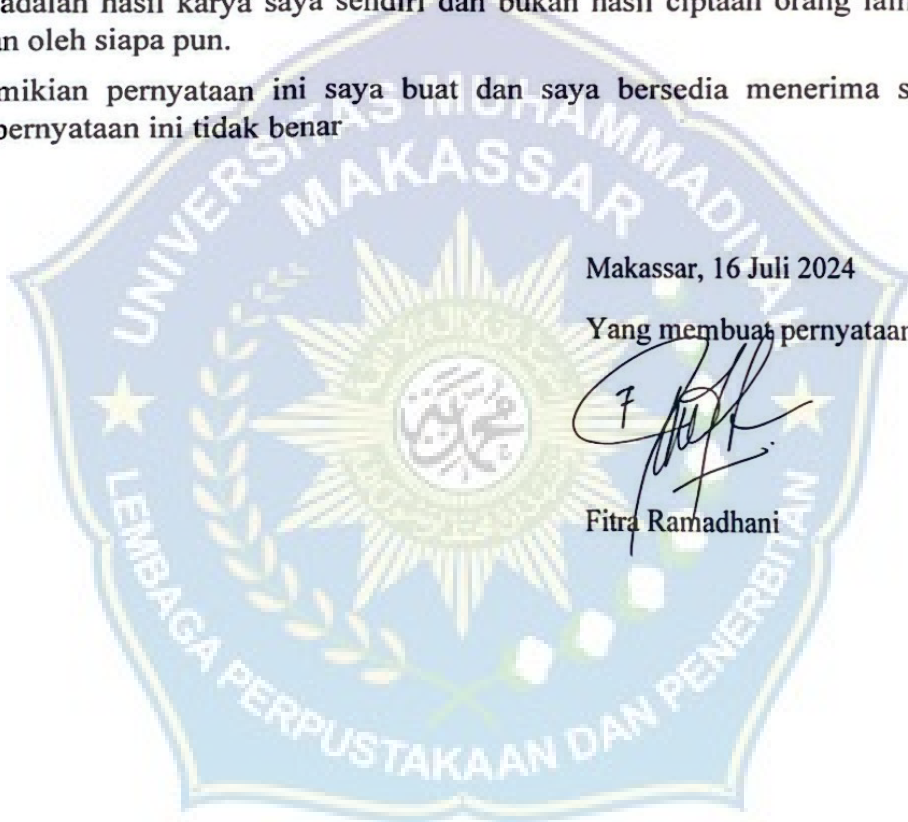 adalah hasil karya saya sendiri dan bukan hasil ciptaan orang
oleh siapa pun.
pernyataan ini saya buat dan saya bersedia menerima
pernyataan ini tidak benar
UNIVERSITAS MUHAMMADIYAH
MAKASSAR
Makassar, 16 Juli 2024
Yang membuat pernyataan
Fitra Ramadhani
LEMBAGA PERPUSTAKAAN DAN PENERBITAN